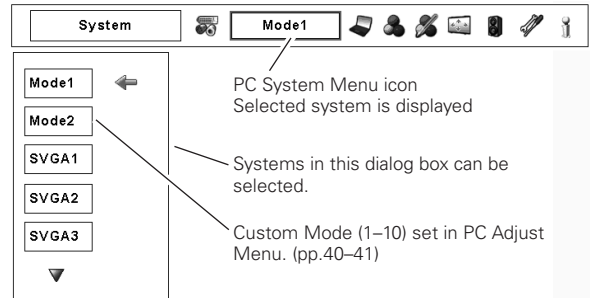 System
Mode1
PC System Menu icon
Selected system is displayed
Mode1
Mode2
SVGA1
SVGA2
SVGA3
Systems in this dialog box can be
selected.
Custom Mode (1–10) set in PC Adjust
Menu. (pp.40–41)